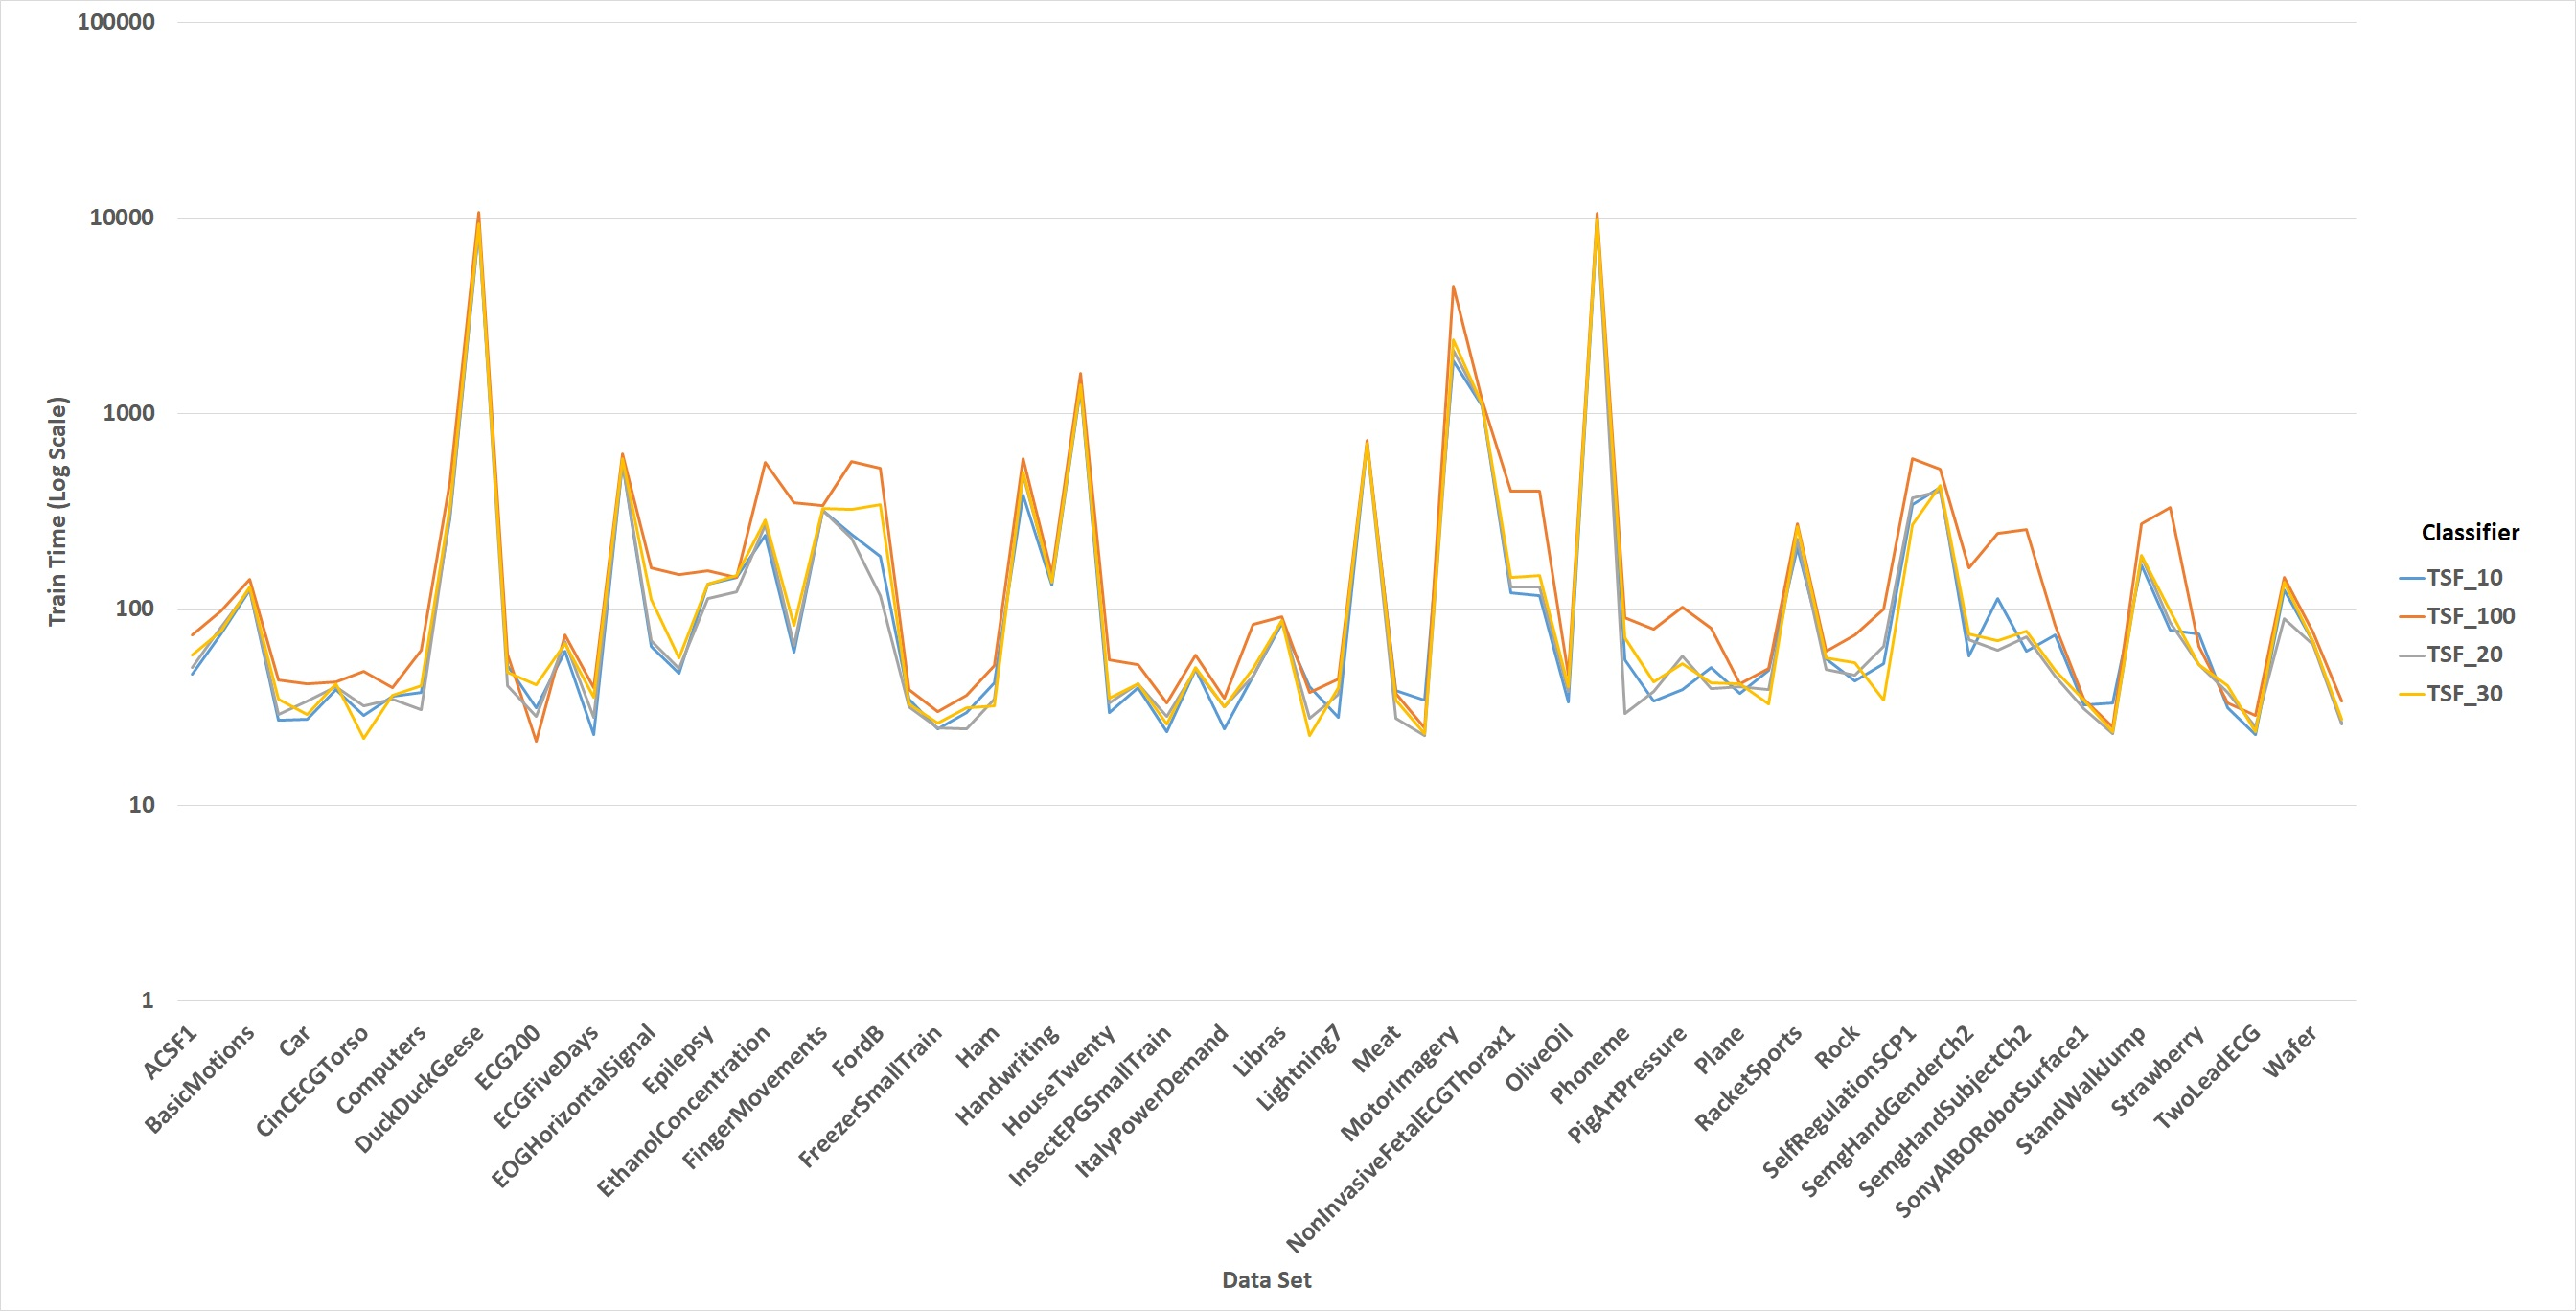 100000
10000
1000
100
10
1
Train Time (Log Scale)
ACSF1
BasicMotions
Car
CinCECGTorso
Computers
DuckDuckGeese
ECG200
ECGFiveDays
EOGHorizontalSignal
Epilepsy
EthanolConcentration
FingerMovements
FordB
FreezerSmallTrain
Ham
Handwriting
HouseTwenty
InsectEPGSmallTrain
ItalyPowerDemand
Libras
Lightning7
Meat
MotorImagery
NonInvasiveFetalECGThorax1
OliveOil
Phoneme
PigArtPressure
Plane
RacketSports
Rock
SelfRegulationSCP1
SemgHandGenderCh2
SemgHandSubjectCh2
SonyAIBORobotSurface1
StandWalkJump
Strawberry
TwoLeadECG
Wafer
Data Set
Classifier
TSF_10
TSF_100
TSF_20
TSF_30